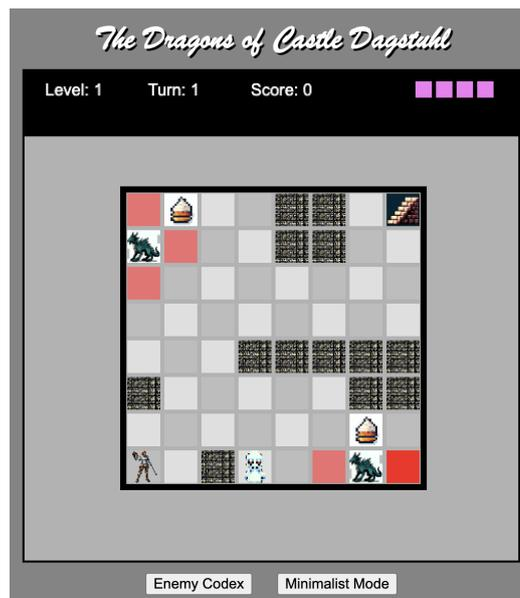 The Dragons of Castle Dagstuhl
Level: 1 Turn: 1 Score: 0
Enemy Codex Minimalist Mode